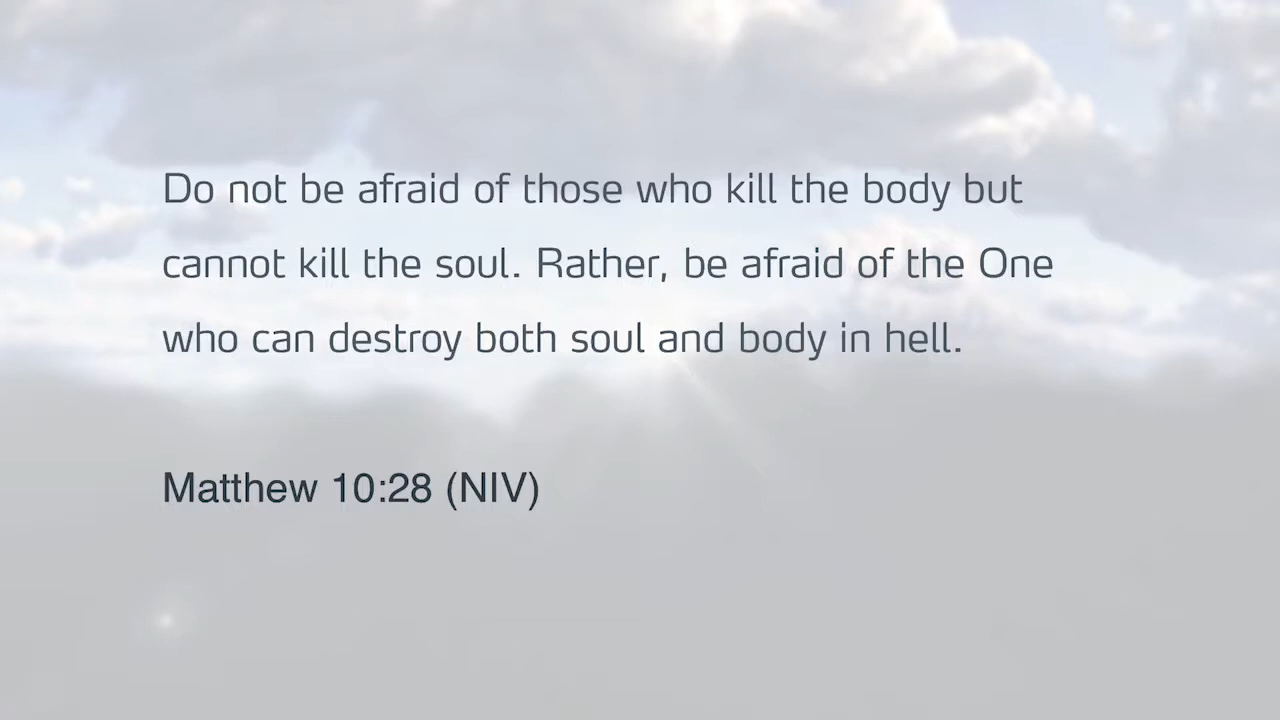 Do not be afraid of those who kill the body but
cannot kill the soul. Rather, be afraid of the One
who can destroy both soul and body in hell.
Matthew 10:28 (NIV)